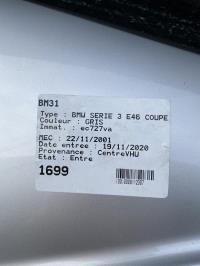 BM31
Type : BMW SERIE 3 E46 COUPE
Couleur : GRIS
Immat. : ec727va
MEC : 22/11/2001
Date entree : 19/11/2020
Provenance : CentreVHU
Etat : Entre
1699